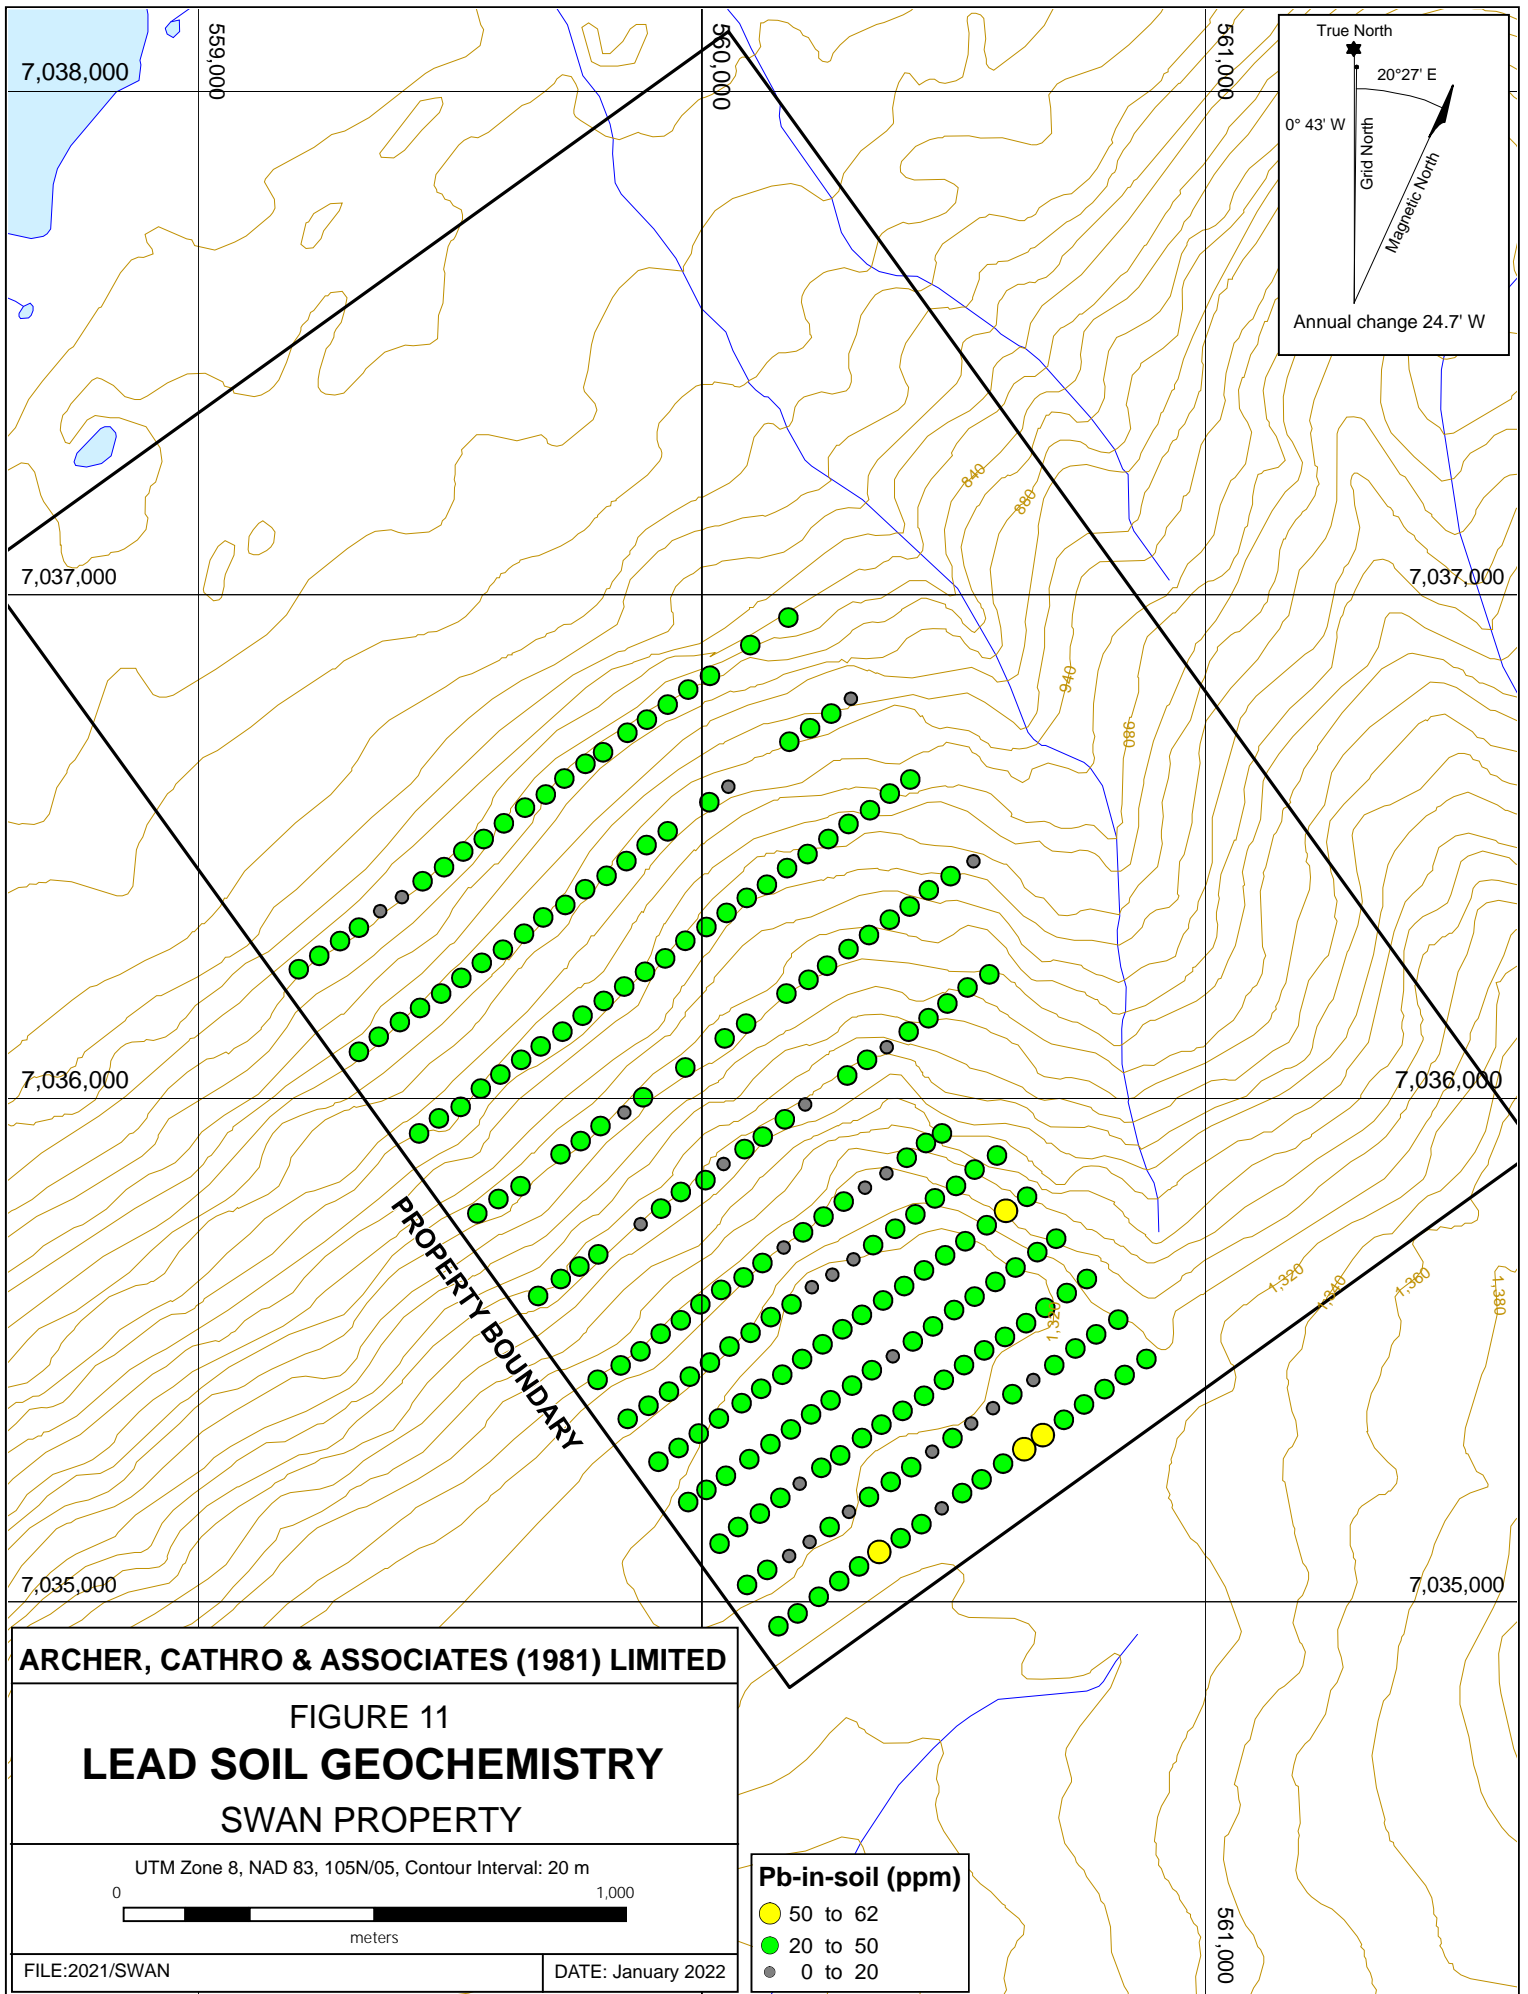 559,000
560,000
561,000
7,038,000
True North
20°27' E
0° 43' W
Grid North
Magnetic North
Annual change 24.7' W
840
880
7,037,000
7,037,000
940
980
7,036,000
7,036,000
PROPERTY BOUNDARY
1,320
1,340
1,360
1,380
1,320
7,035,000
7,035,000
ARCHER, CATHRO & ASSOCIATES (1981) LIMITED
FIGURE 11
LEAD SOIL GEOCHEMISTRY
SWAN PROPERTY
UTM Zone 8, NAD 83, 105N/05, Contour Interval: 20 m
0 1,000
meters
FILE:2021/SWAN
DATE: January 2022
Pb-in-soil (ppm)
50 to 62
20 to 50
0 to 20
561,000